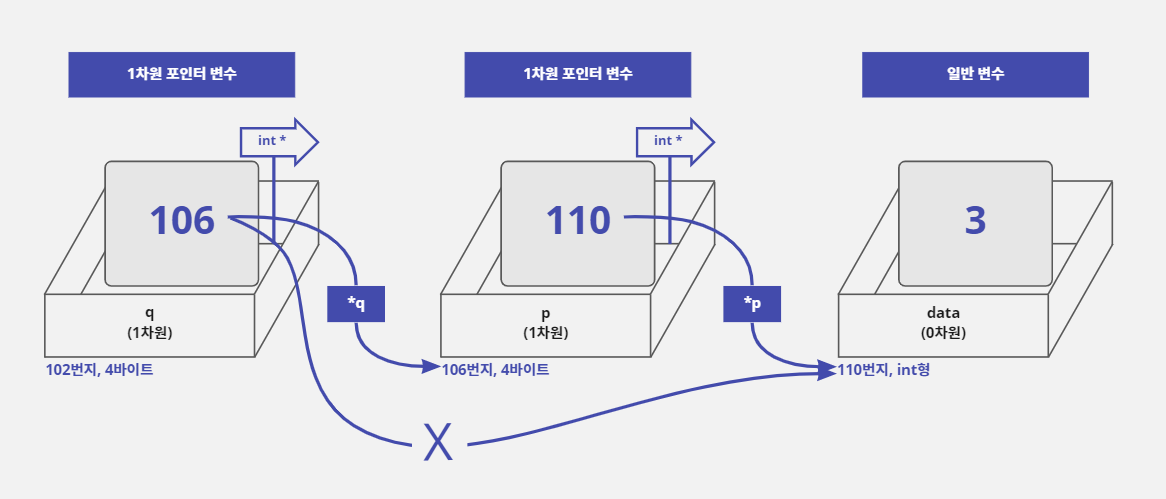 1차원 포인터 변수
1차원 포인터 변수
일반 변수
int *
int *
106
110
3
*q
*p
q
(1차원)
p
(1차원)
data
(0차원)
102번지, 4바이트
106번지, 4바이트
110번지, int형
X